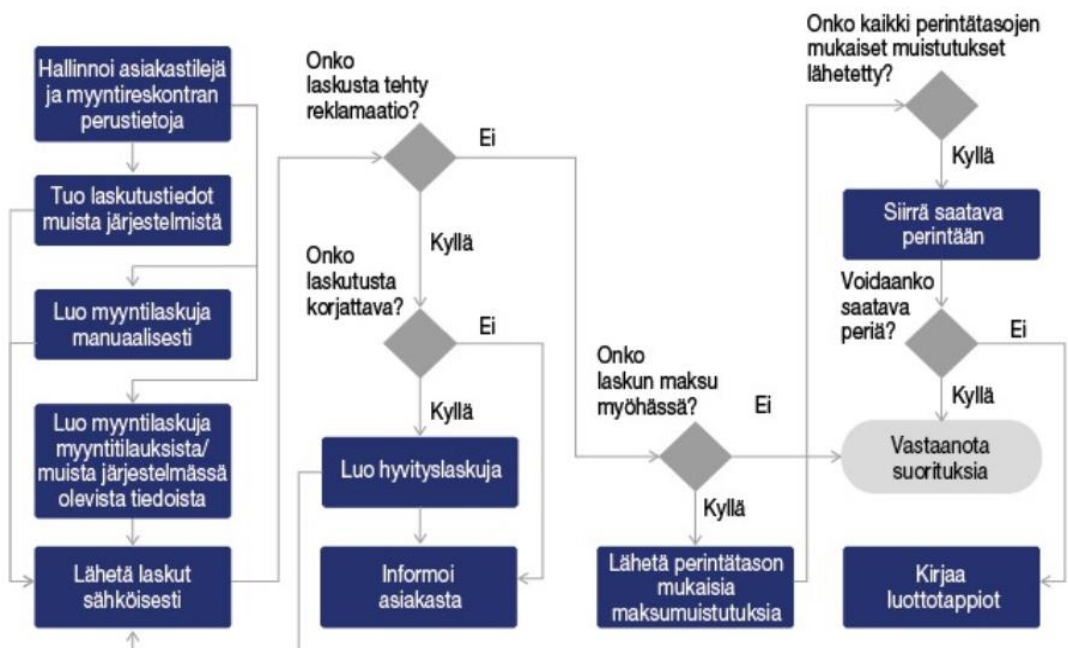 Hallinnoi asiakastilejä
ja myyntireskontran
perustietoja
Tuo laskutustiedot
muista järjestelmistä
Luo myyntilaskuja
manuaalisesti
Luo myyntilaskuja
myyntitilauksista/
muista järjestelmässä
olevista tiedoista
Lähetä laskut
sähköisesti
Onko
laskusta tehty
reklamaatio?
Ei
Kyllä
Onko
laskutusta
korjattava?
Ei
Kyllä
Luo hyvityslaskuja
Informoi
asiakasta
Onko
laskun maksu
myöhässä?
Ei
Kyllä
Lähetä perintätason
mukaisia
maksumuistutuksia
Onko kaikki perintätasojen
mukaiset muistutukset
lähetetty?
Kyllä
Siirrä saatava
perintään
Voidaanko
saatava
periä?
Ei
Kyllä
Vastaanota
suorituksia
Kirjaa
luottotappiot